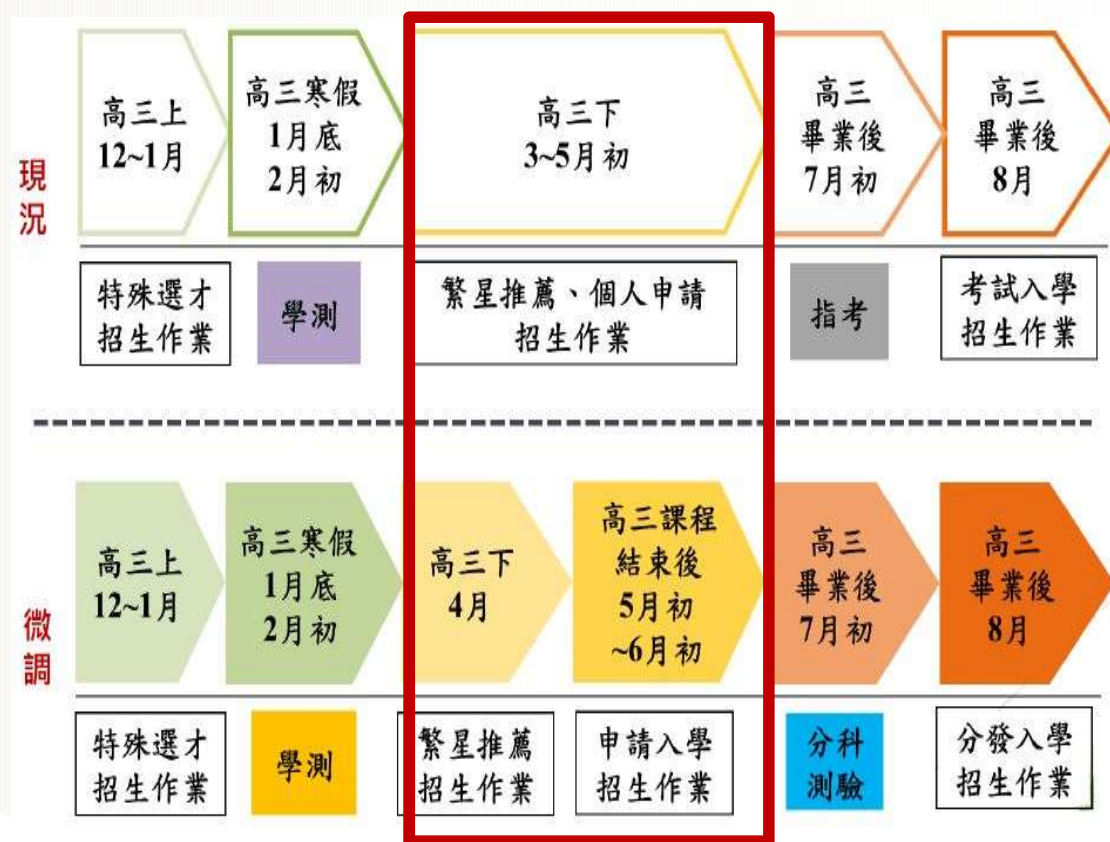 現況
高三上
12~1月
高三寒假
1月底
2月初
高三下
3~5月初
高三
畢業後
7月初
高三
畢業後
8月
特殊選才
招生作業
學測
繁星推薦、個人申請
招生作業
指考
考試入學
招生作業
微調
高三上
12~1月
高三寒假
1月底
2月初
高三下
4月
高三課程
結束後
5月初
~6月初
高三
畢業後
7月初
高三
畢業後
8月
特殊選才
招生作業
學測
繁星推薦
招生作業
申請入學
招生作業
分科
測驗
分發入學
招生作業